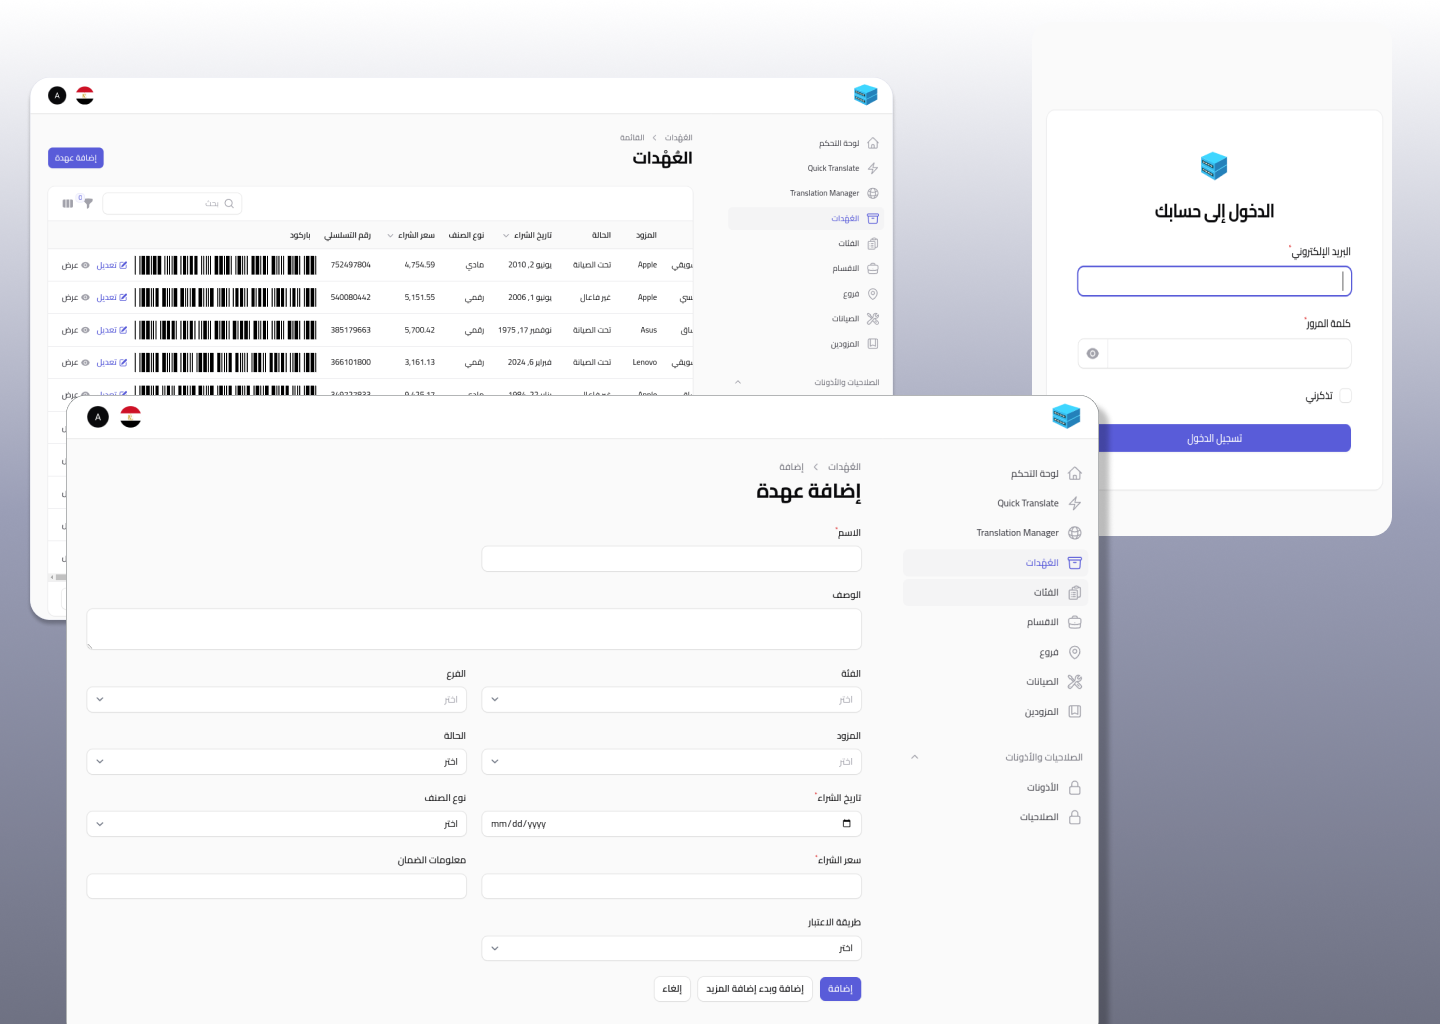 A
العُهْدات > القائمة
العُهْدات
إضافة عهدة
لوحة التحكم
Quick Translate
Translation Manager
العُهْدات
الفئات
الاقسام
فروع
الصيانات
المزودين
الصلاحيات والأذونات
بحث
0
المزود الحالة تاريخ الشراء نوع الصنف سعر الشراء رقم التسلسلي باركود
Apple تحت الصيانة يونيو 2, 2010 مادي 4,754.59 752497804 تعديل عرض
Apple غير فاعال يونيو 1, 2006 رقمي 5,151.55 540080442 تعديل عرض
Asus تحت الصيانة نوفمبر 17, 1975 رقمي 5,700.42 385179663 تعديل عرض
Lenovo تحت الصيانة فبراير 6, 2024 رقمي 3,161.13 366101800 تعديل عرض
الدخول إلى حسابك
البريد الإلكتروني*
كلمة المرور*
تذكرني
تسجيل الدخول
A
لوحة التحكم
Quick Translate
Translation Manager
العُهْدات
الفئات
الاقسام
فروع
الصيانات
المزودين
الصلاحيات والأذونات
الأذونات
الصلاحيات
العُهْدات > إضافة
إضافة عهدة
الاسم*
الوصف
الفئة الفرع
اختر اختر
المزود الحالة
اختر اختر
تاريخ الشراء* نوع الصنف
mm/dd/yyyy اختر
سعر الشراء* معلومات الضمان
طريقة الاعتبار
اختر
إضافة إضافة وبدء إضافة المزيد إلغاء